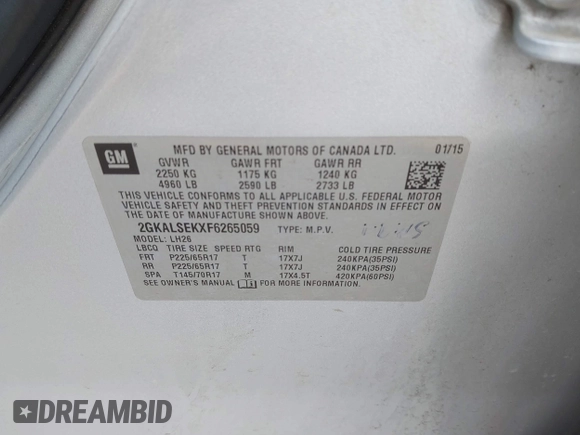 GM
MFD BY GENERAL MOTORS OF CANADA LTD. 01/15
GVWR GAWR FRT GAWR RR
2250 KG 1175 KG 1240 KG
4960 LB 2590 LB 2733 LB
THIS VEHICLE CONFORMS TO ALL APPLICABLE U.S. FEDERAL MOTOR
VEHICLE SAFETY, BUMPER, AND THEFT PREVENTION STANDARDS IN
EFFECT ON THE DATE OF MANUFACTURE SHOWN ABOVE.
2GKALSEKXF6265059 TYPE: M.P.V.
MODEL: LH26
LBCQ TIRE SIZE SPEED RTG RIM COLD TIRE PRESSURE
FRT P225/65R17 T 17X7J 240KPA(35PSI)
RR P225/65R17 T 17X7J 240KPA(35PSI)
SPA T145/70R17 M 17X4.5T 420KPA(60PSI)
SEE OWNER'S MANUAL FOR MORE INFORMATION.
DREAMBID